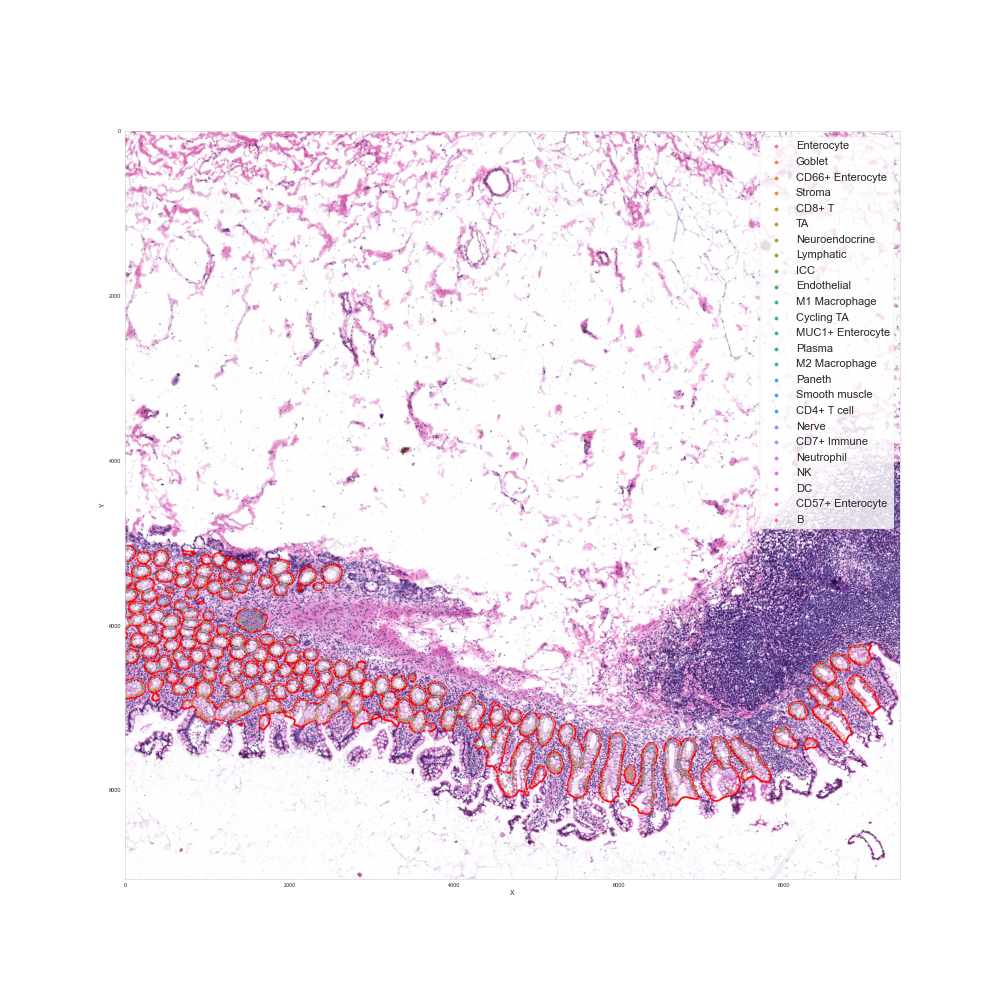 Enterocyte
Goblet
CD66+ Enterocyte
Stroma
CD8+ T
TA
Neuroendocrine
Lymphatic
ICC
Endothelial
M1 Macrophage
Cycling TA
MUC1+ Enterocyte
Plasma
M2 Macrophage
Paneth
Smooth muscle
CD4+ T cell
Nerve
CD7+ Immune
Neutrophil
NK
DC
CD57+ Enterocyte
B
0
2000
4000
6000
8000
Y
0
2000
4000
6000
8000
X